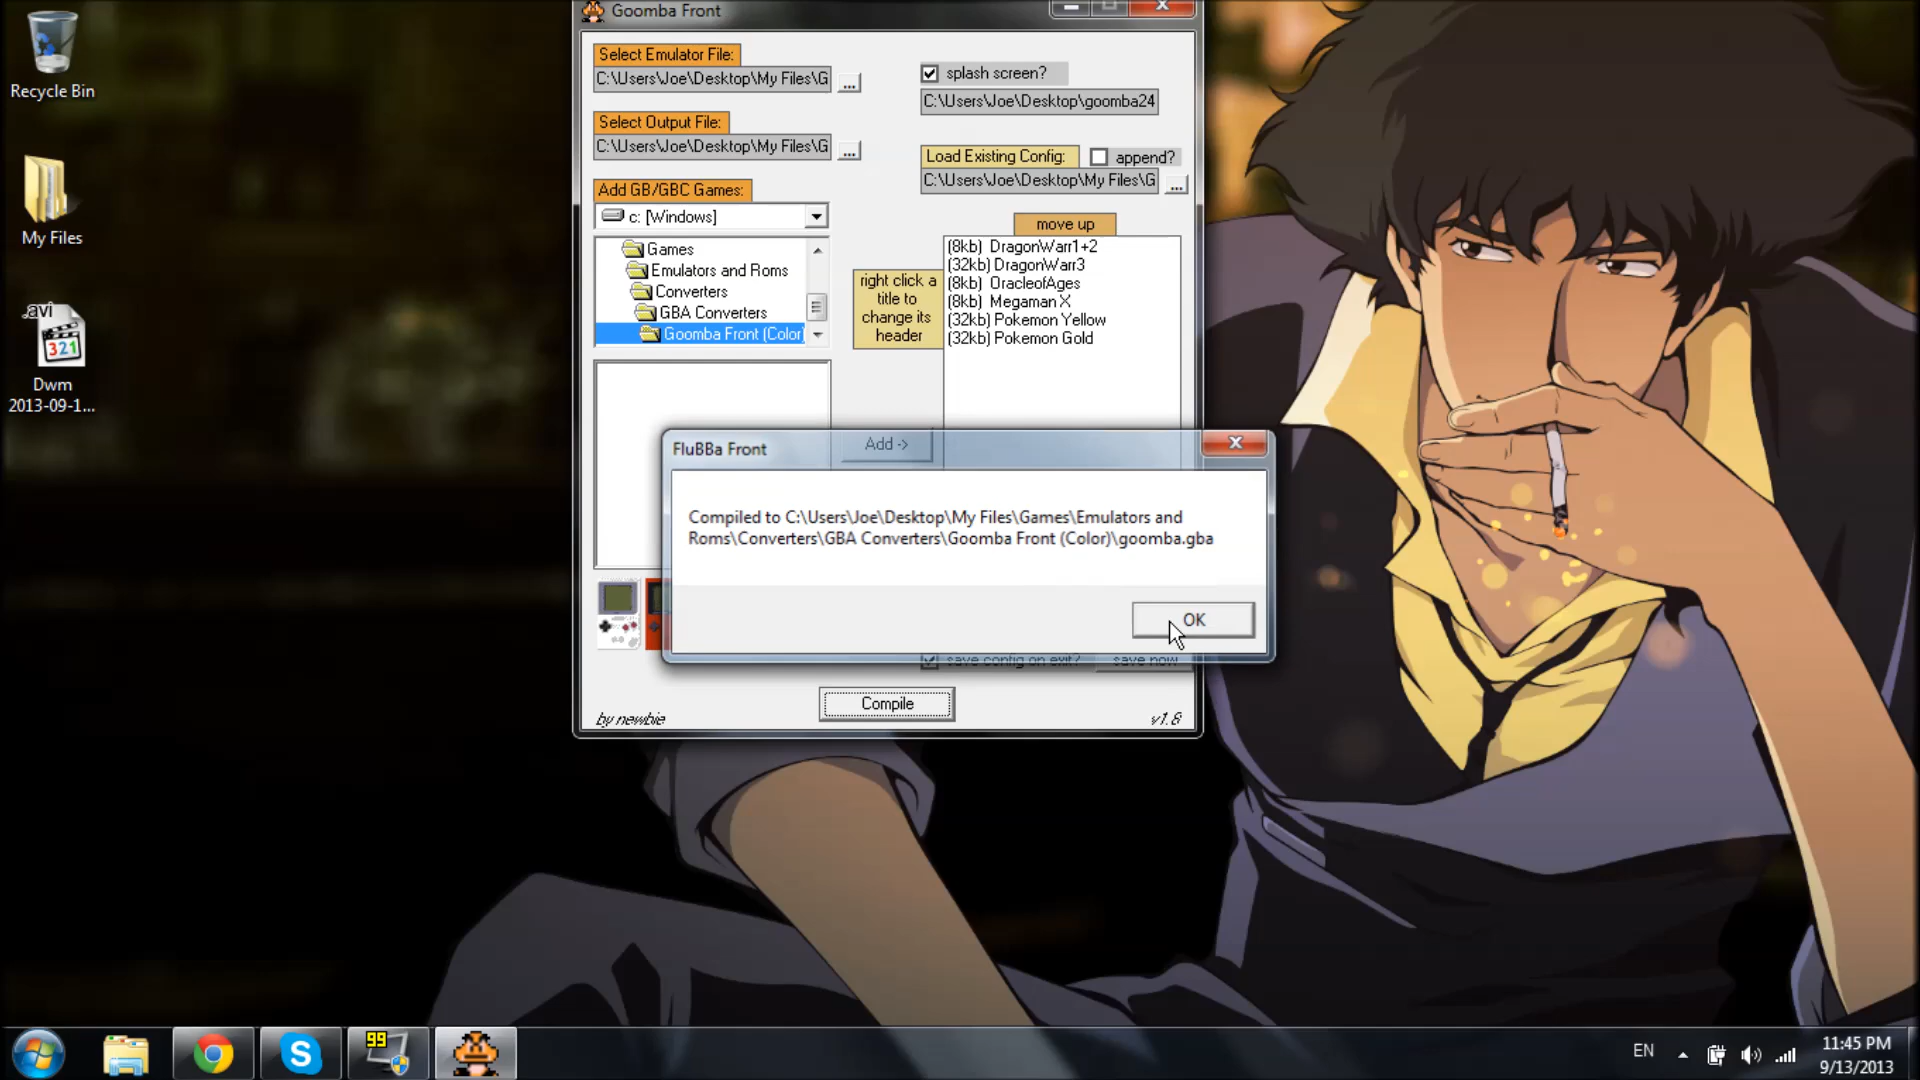 Recycle Bin
My Files
.avi
321
Dwm
2013-09-1...
Goomba Front
Select Emulator File:
C:\Users\Joe\Desktop\My Files\G
...
Select Output File:
C:\Users\Joe\Desktop\My Files\G
...
Add GB/GBC Games:
c: [Windows]
Games
Emulators and Roms
Converters
GBA Converters
Goomba Front (Color)
splash screen?
C:\Users\Joe\Desktop\goomba24
Load Existing Config:
append?
C:\Users\Joe\Desktop\My Files\G
...
move up
right click a
title to
change its
header
(8kb) DragonWarr1+2
(32kb) DragonWarr3
(8kb) OracleofAges
(8kb) Megaman X
(32kb) Pokemon Yellow
(32kb) Pokemon Gold
Add ->
FluBBa Front
Compiled to C:\Users\Joe\Desktop\My Files\Games\Emulators and
Roms\Converters\GBA Converters\Goomba Front (Color)\goomba.gba
OK
save config on exit?
save now
Compile
by newbie
v1.8
99
EN
11:45 PM
9/13/2013